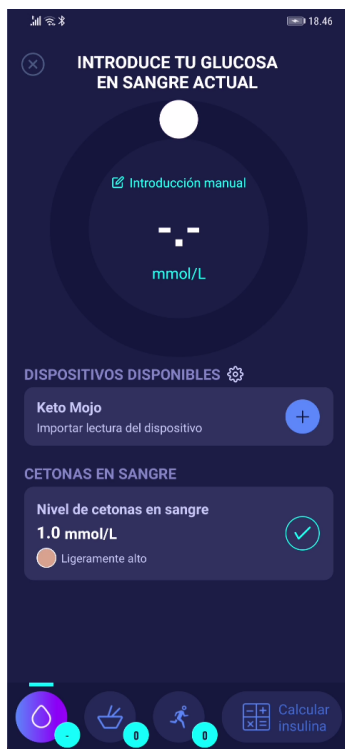 18.46
INTRODUCE TU GLUCOSA
EN SANGRE ACTUAL
Introducción manual
-.-
mmol/L
DISPOSITIVOS DISPONIBLES
Keto Mojo
Importar lectura del dispositivo
CETONAS EN SANGRE
Nivel de cetonas en sangre
1.0 mmol/L
Ligeramente alto
-
0
0
Calcular
insulina